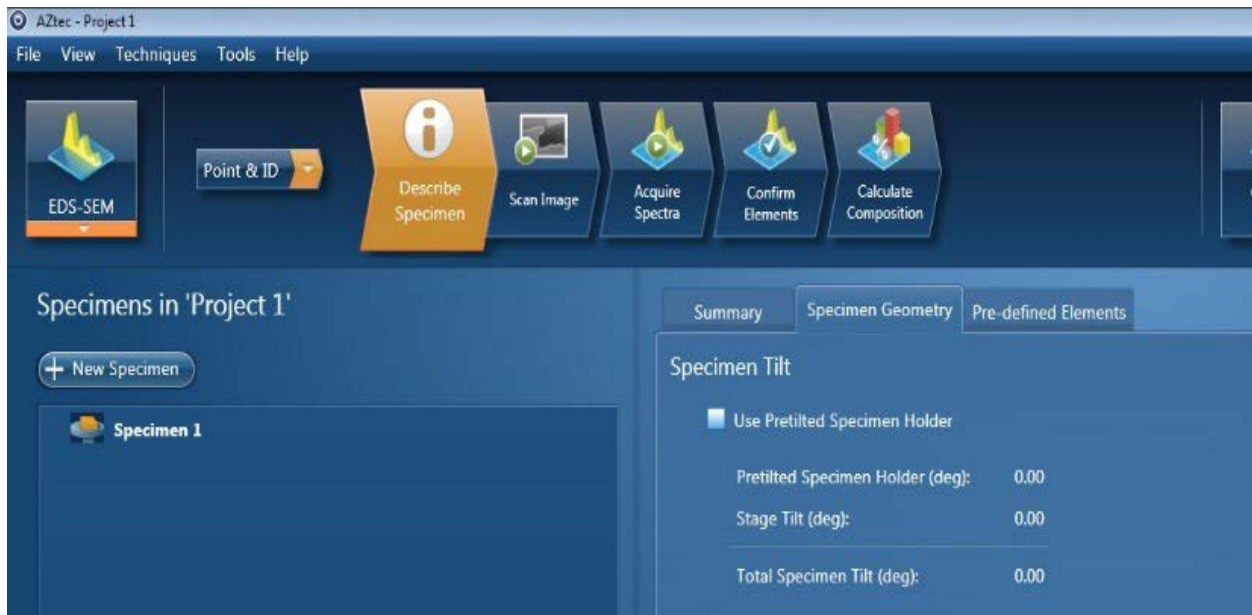 AZtec - Project 1
File View Techniques Tools Help
EDS-SEM
Point & ID
Describe
Specimen
Scan Image
Acquire
Spectra
Confirm
Elements
Calculate
Composition
Specimens in 'Project 1'
+ New Specimen
Specimen 1
Summary Specimen Geometry Pre-defined Elements
Specimen Tilt
Use Pretilted Specimen Holder
Pretilted Specimen Holder (deg): 0.00
Stage Tilt (deg): 0.00
Total Specimen Tilt (deg): 0.00